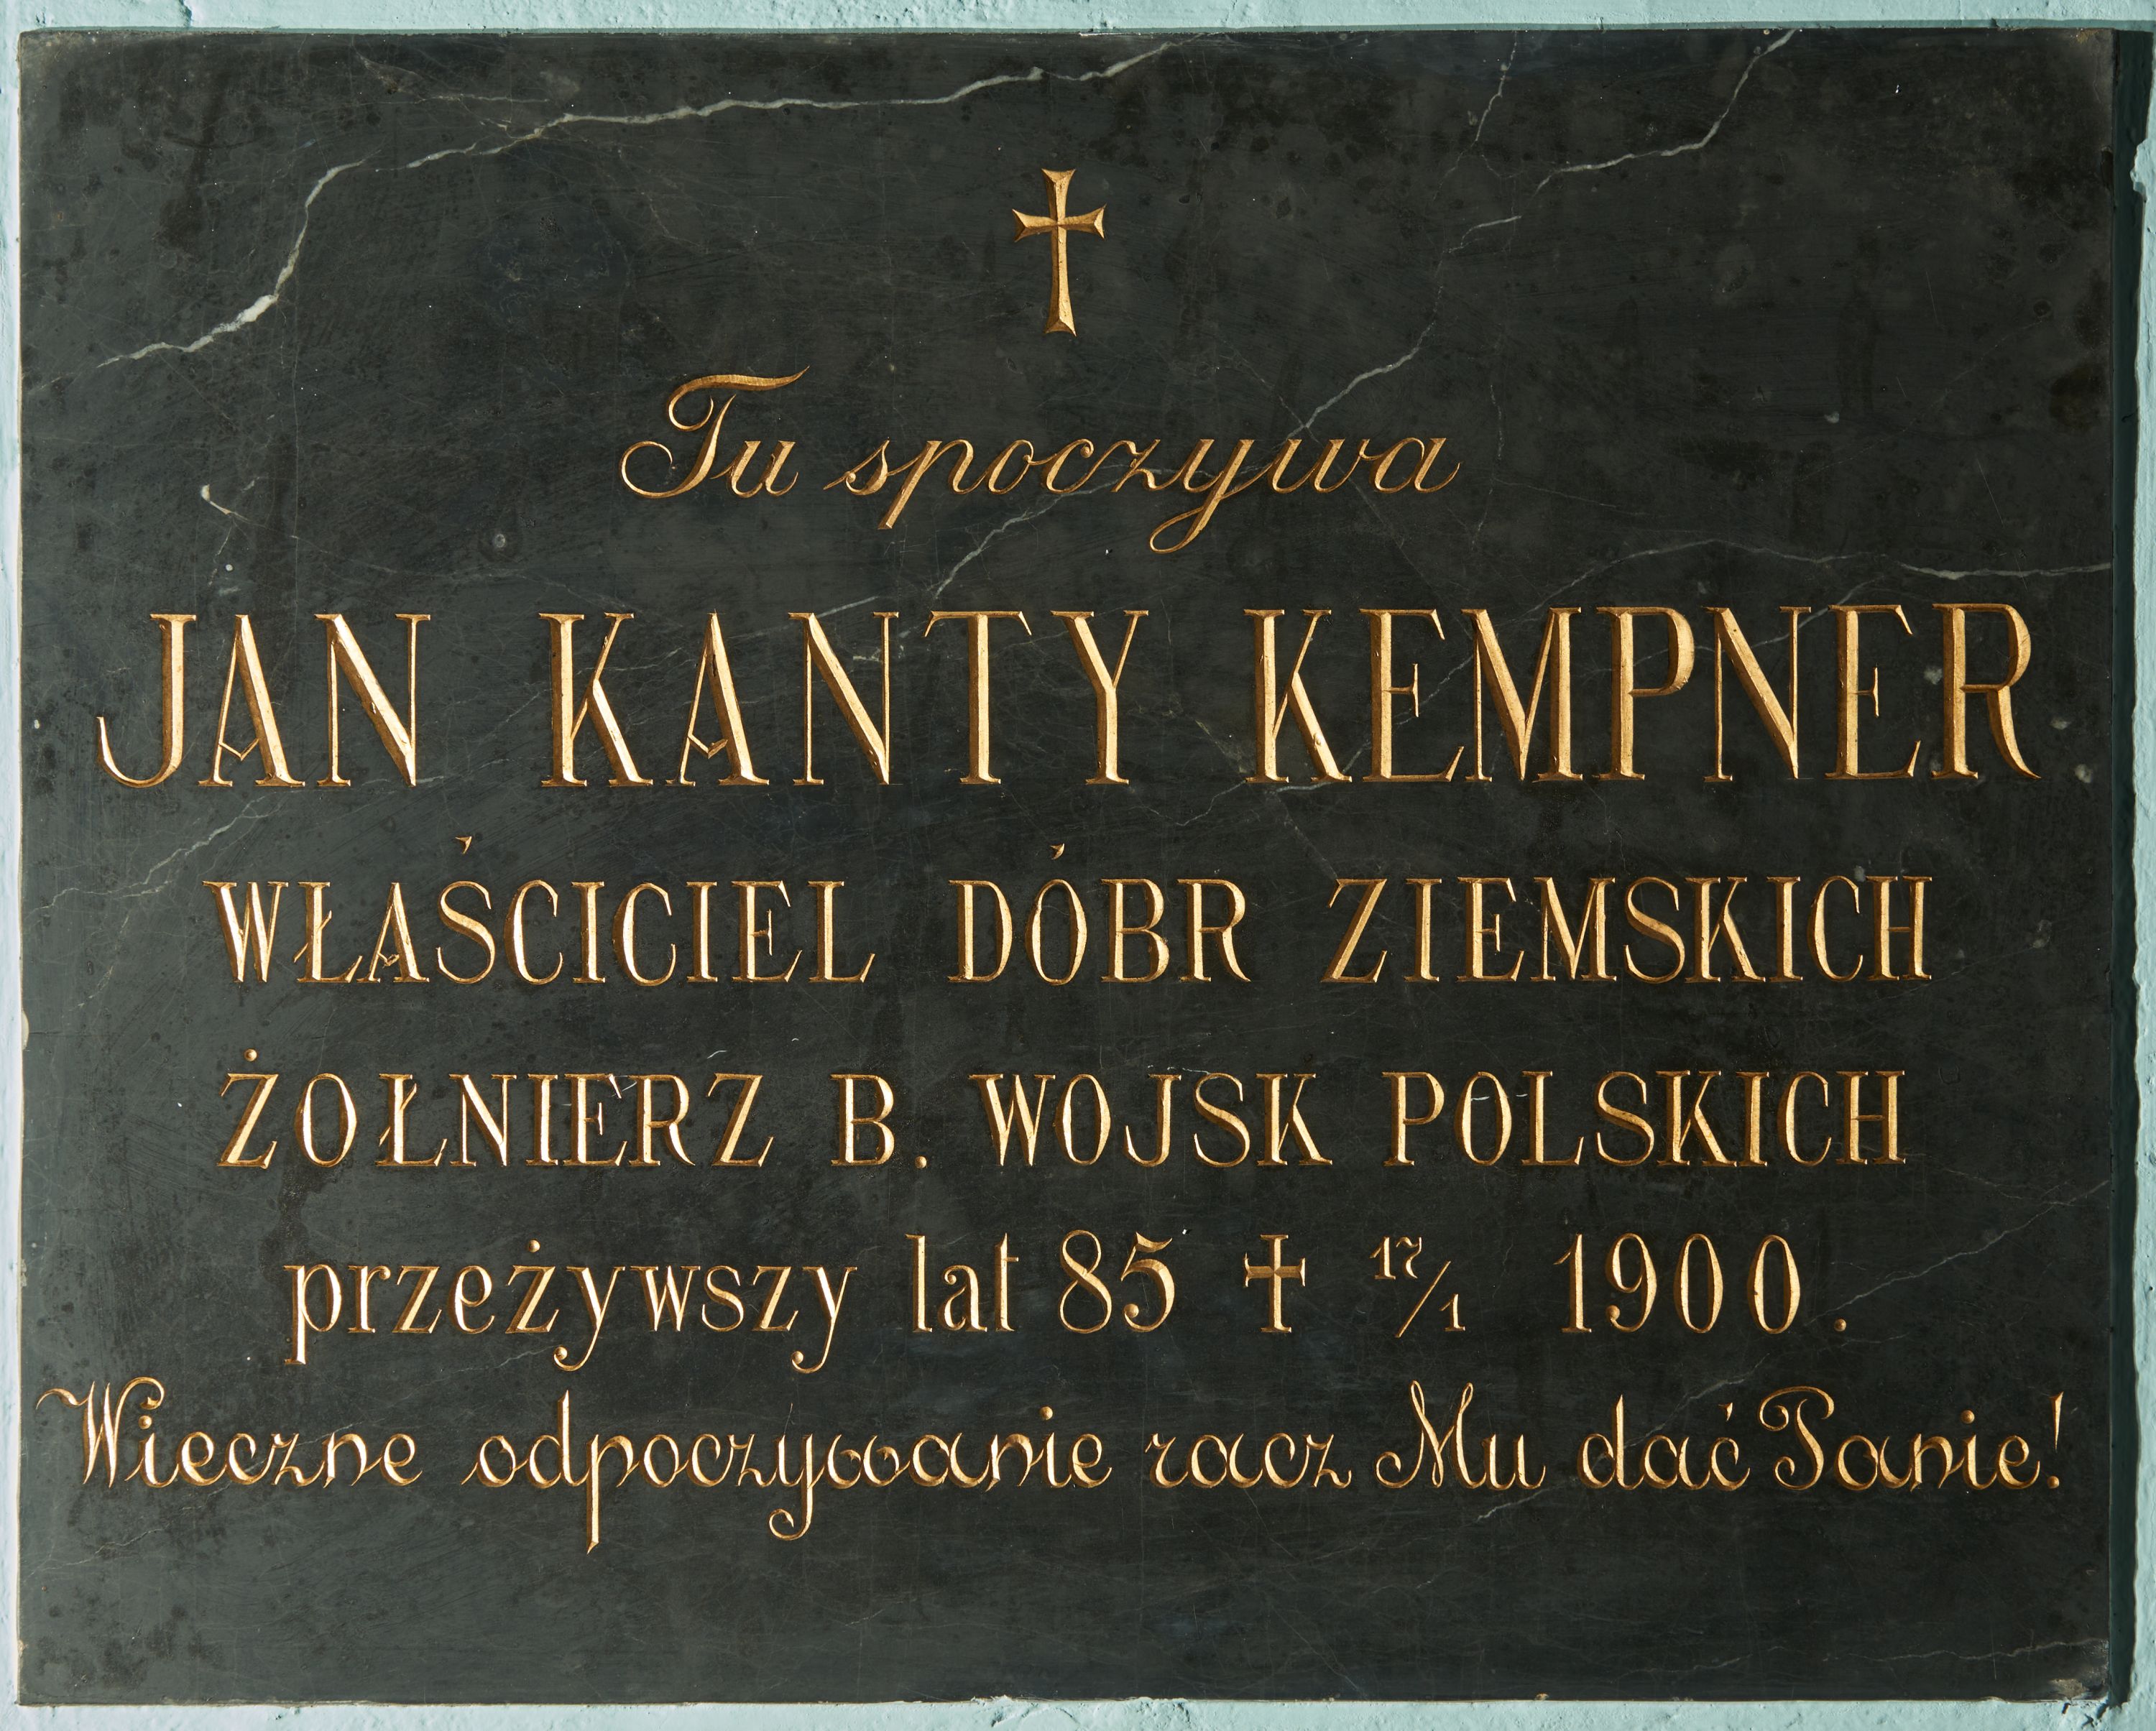 Tu spoczywa
JAN KANTY KEMPNER
WŁAŚCICIEL DÓBR ZIEMSKICH
ŻOŁNIERZ B. WOJSK POLSKICH
przeżywszy lat 85 ✝ 17/1 1900.
Wieczne odpoczywanie racz Mu dać Panie!